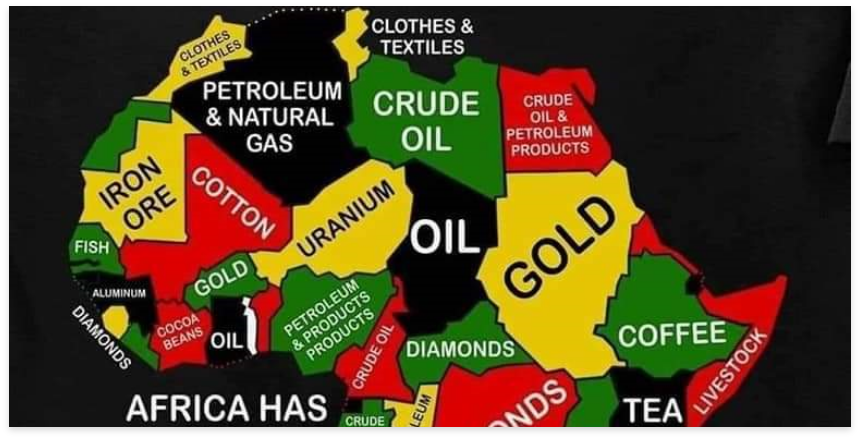 CLOTHES
& TEXTILES
CLOTHES &
TEXTILES
PETROLEUM
& NATURAL
GAS
CRUDE
OIL
CRUDE
OIL &
PETROLEUM
PRODUCTS
IRON
ORE
COTTON
URANIUM
OIL
GOLD
FISH
GOLD
ALUMINUM
DIAMONDS
COCOA
BEANS
OIL
PETROLEUM
& PRODUCTS
PRODUCTS
CRUDE OIL
DIAMONDS
COFFEE
LIVESTOCK
AFRICA HAS
CRUDE
LEUM
ONDS
TEA